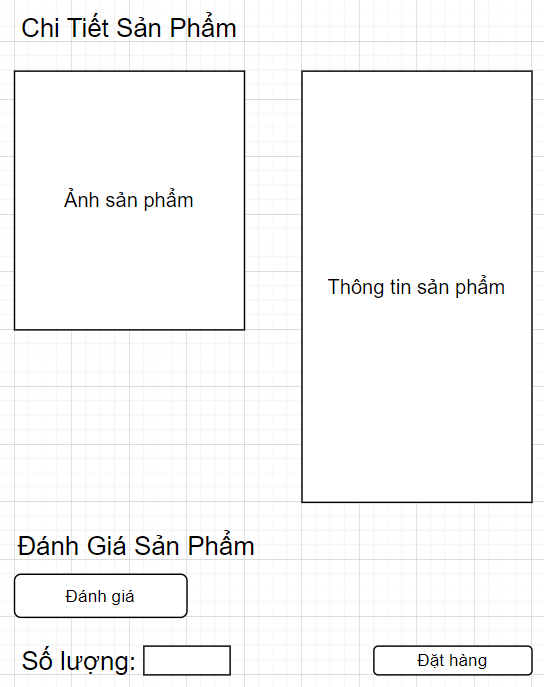 Chi Tiết Sản Phẩm
Ảnh sản phẩm
Thông tin sản phẩm
Đánh Giá Sản Phẩm
Đánh giá
Số lượng:
Đặt hàng